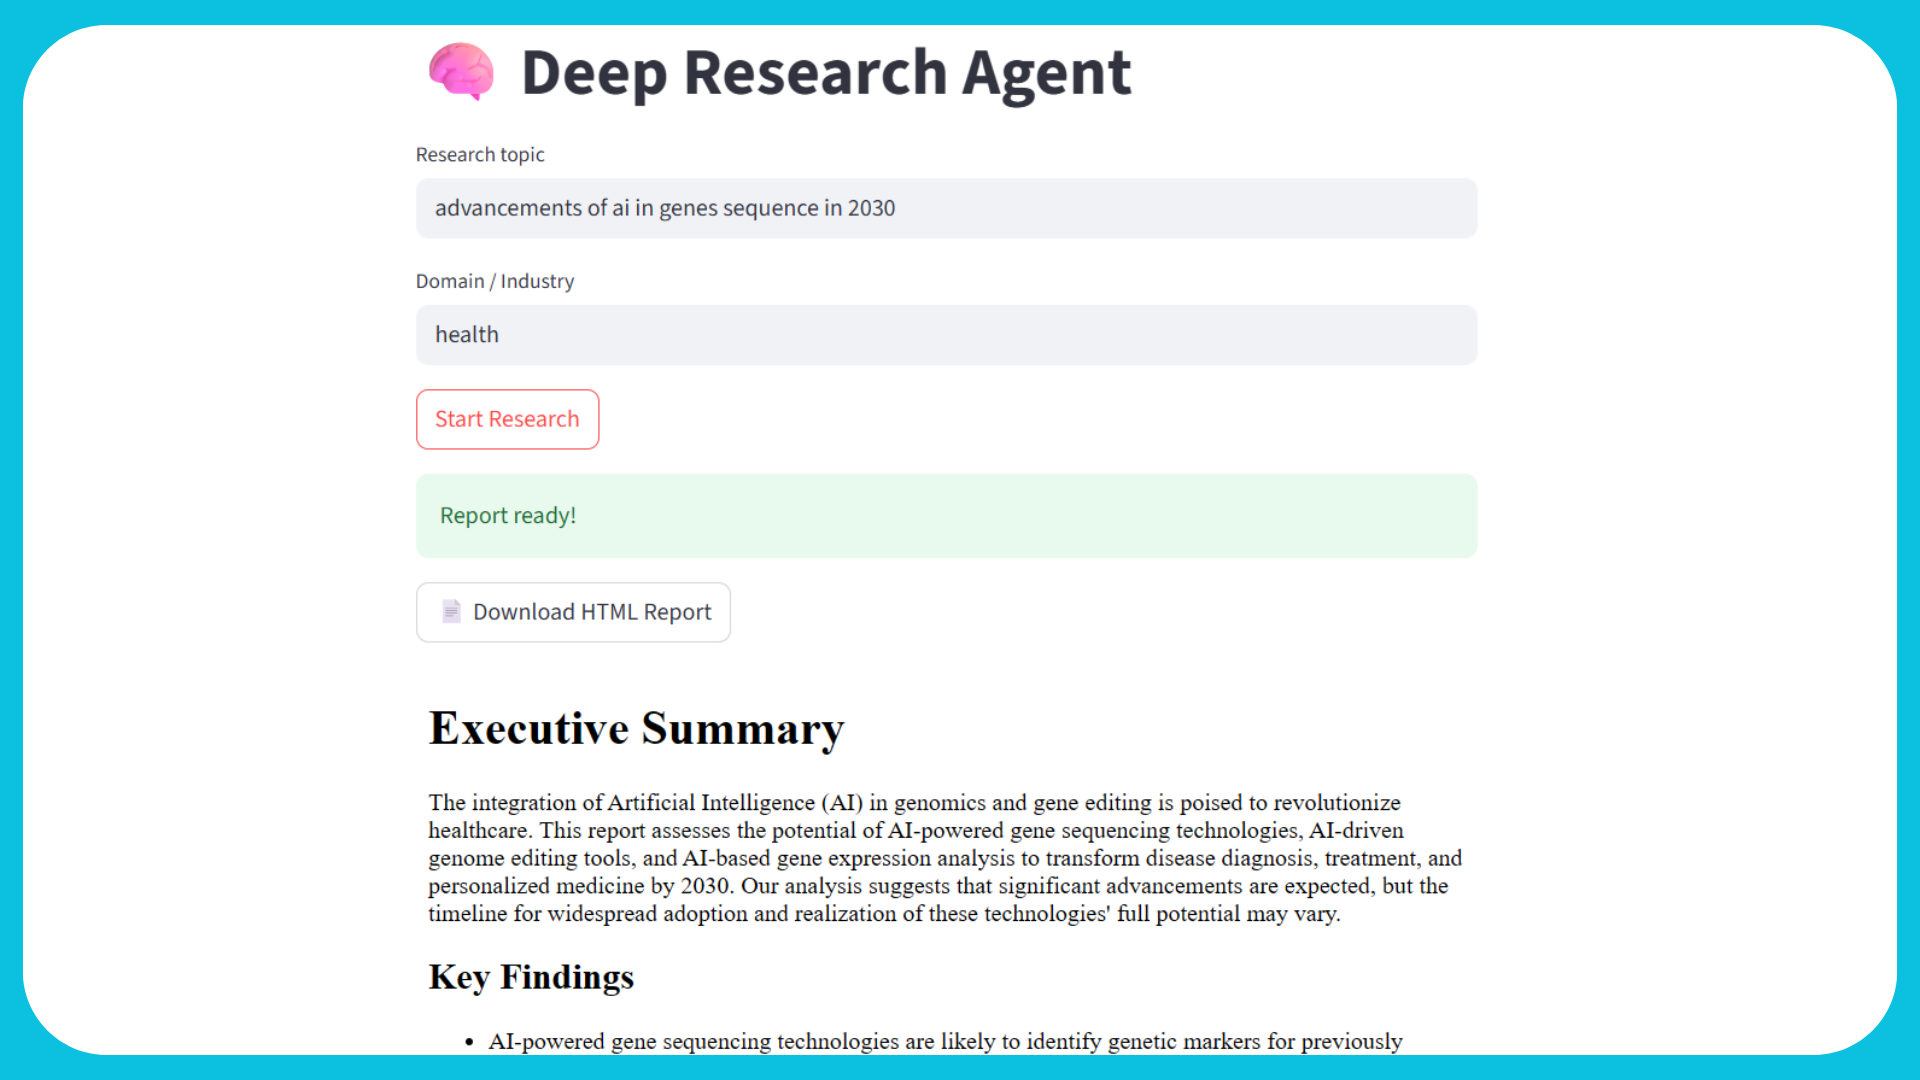 Deep Research Agent
Research topic
advancements of ai in genes sequence in 2030
Domain / Industry
health
Start Research
Report ready!
Download HTML Report
Executive Summary
The integration of Artificial Intelligence (AI) in genomics and gene editing is poised to revolutionize
healthcare. This report assesses the potential of AI-powered gene sequencing technologies, AI-driven
genome editing tools, and AI-based gene expression analysis to transform disease diagnosis, treatment, and
personalized medicine by 2030. Our analysis suggests that significant advancements are expected, but the
timeline for widespread adoption and realization of these technologies' full potential may vary.
Key Findings
• AI-powered gene sequencing technologies are likely to identify genetic markers for previously